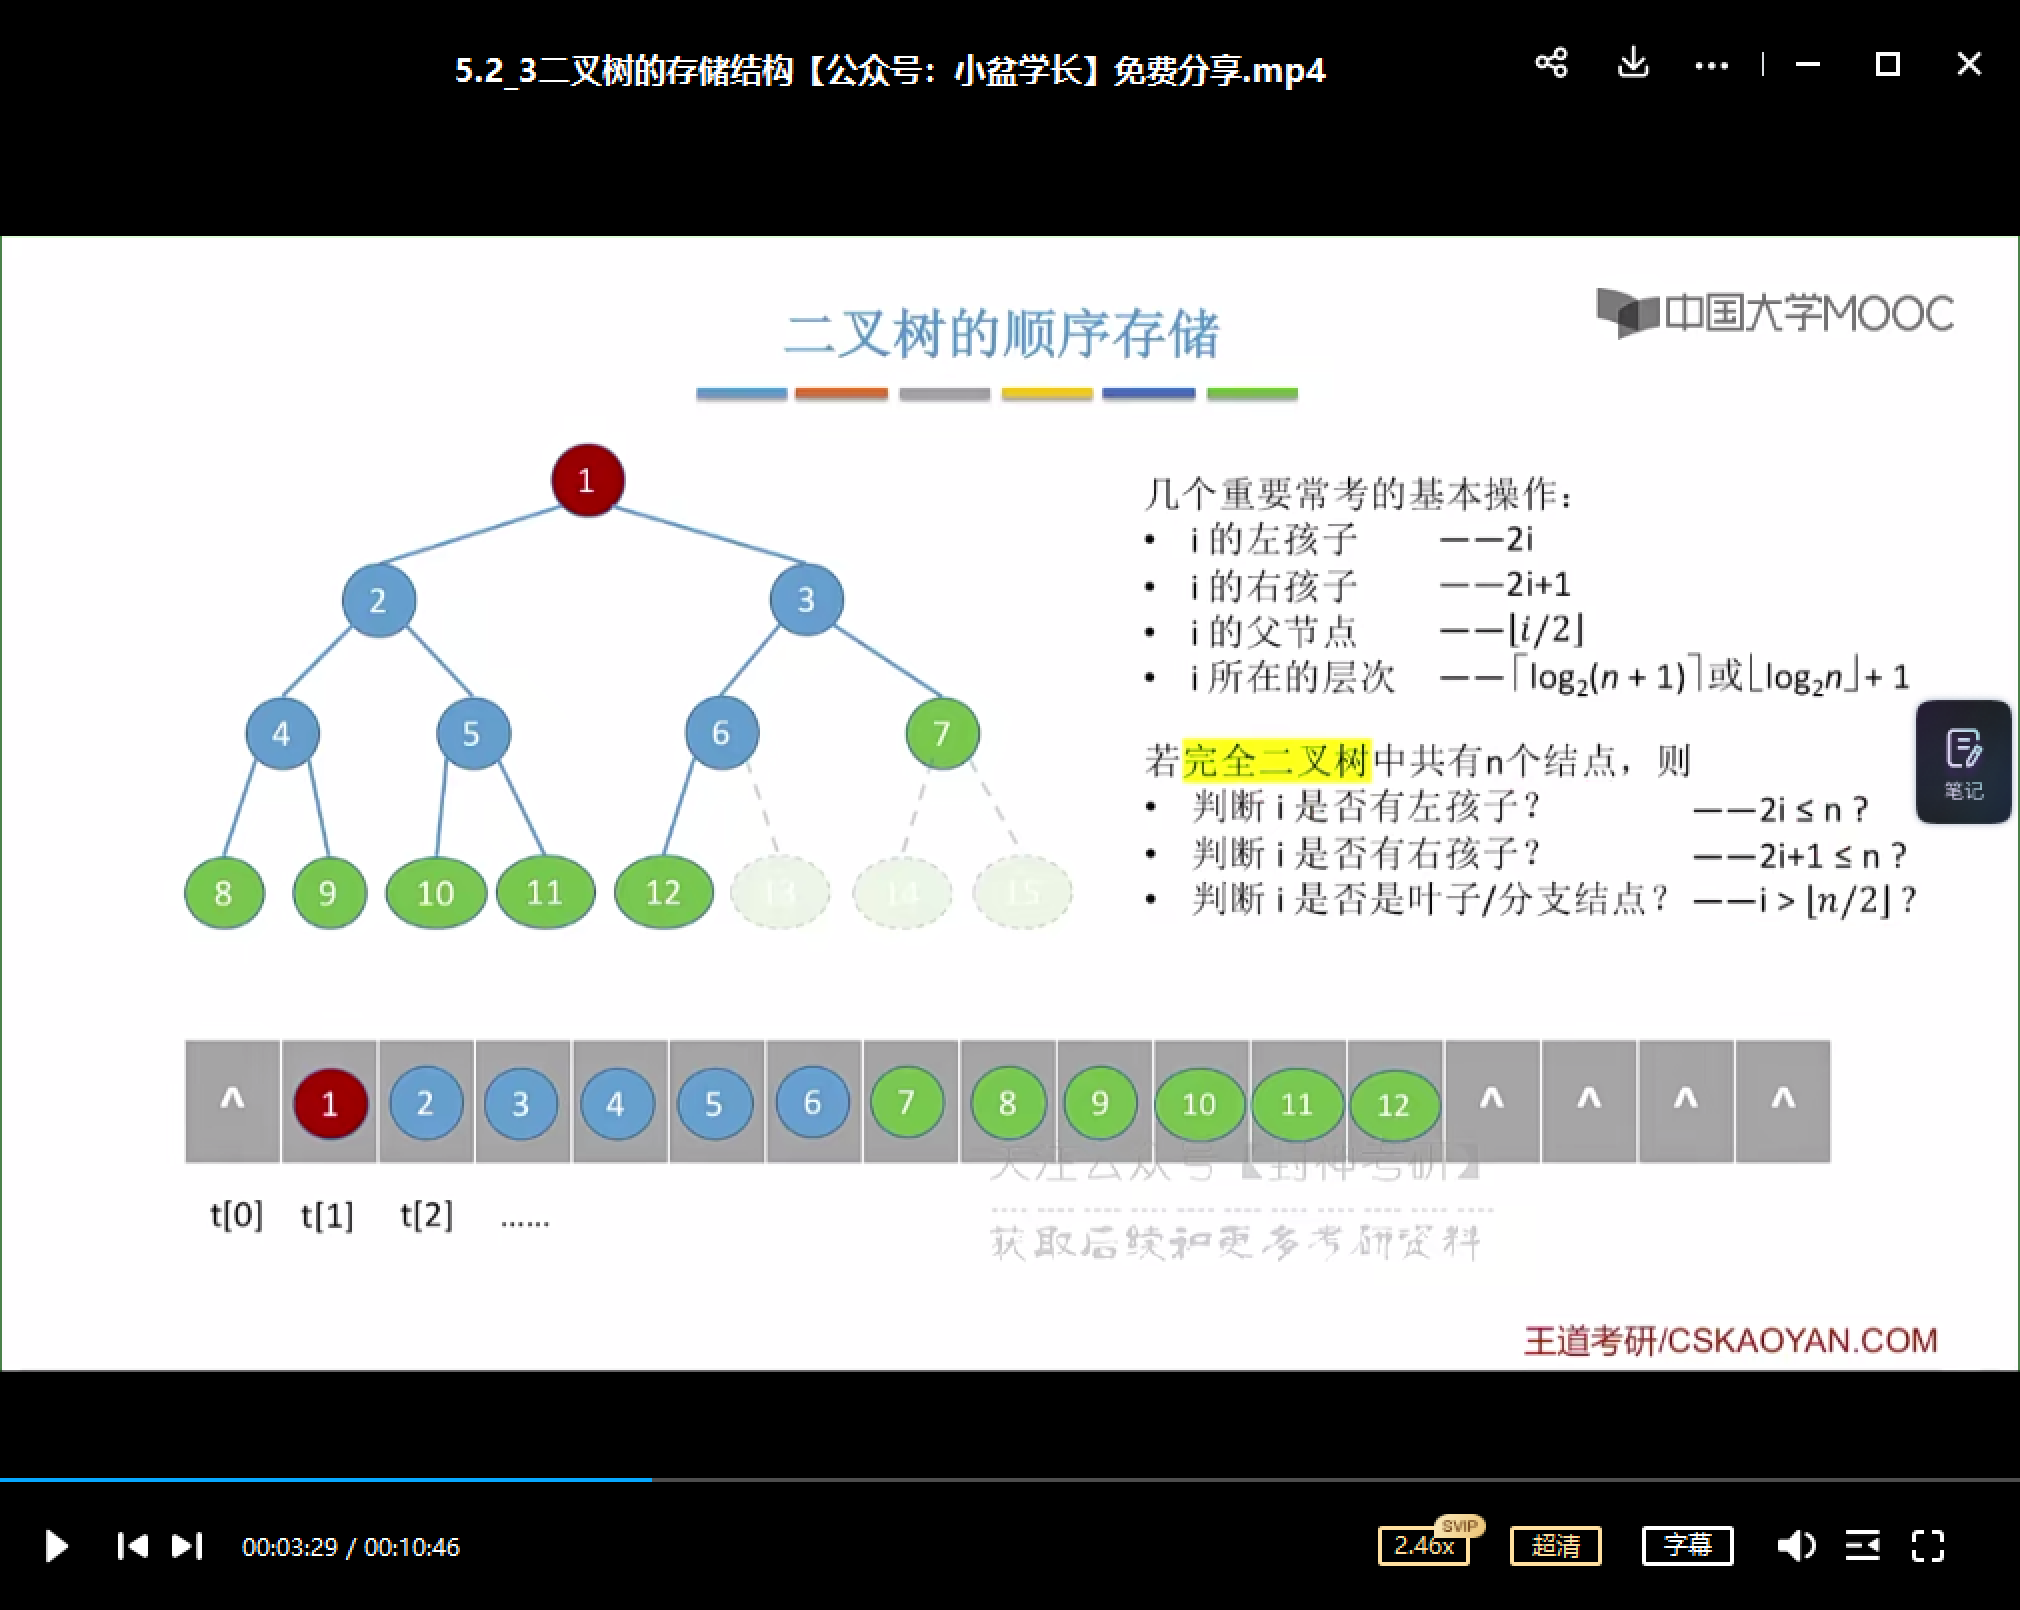 5.2_3二叉树的存储结构【公众号：小盆学长】免费分享.mp4
二叉树的顺序存储
中国大学MOOC
1
2 3
4 5 6 7
8 9 10 11 12 13 14 15
几个重要常考的基本操作：
• i 的左孩子 ——2i
• i 的右孩子 ——2i+1
• i 的父节点 ——⌊i/2⌋
• i 所在的层次 ——⌈log₂(n + 1)⌉或⌊log₂n⌋+ 1
若完全二叉树中共有n个结点，则
• 判断 i 是否有左孩子？ ——2i ≤ n ?
• 判断 i 是否有右孩子？ ——2i+1 ≤ n ?
• 判断 i 是否是叶子/分支结点？ ——i > ⌊n/2⌋ ?
笔记
^ 1 2 3 4 5 6 7 8 9 10 11 12 ^ ^ ^ ^
t[0] t[1] t[2] ......
关注公众号【封神考研】
获取后续和更多考研资料
王道考研/CSKAOYAN.COM
00:03:29 / 00:10:46
SVIP
2.46x 超清 字幕